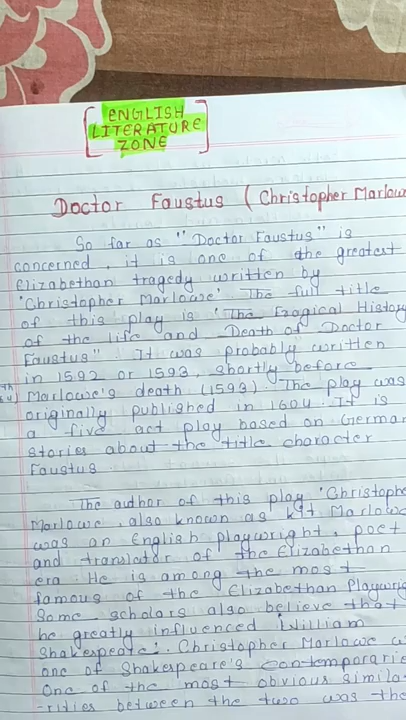 ENGLISH
LITERATURE
ZONE
Doctor Faustus (Christopher Marlowe
So far as "Doctor Faustus" is
concerned, it is one of the greatest
Elizabethan tragedy written by
'Christopher Marlowe' The full title
of this play is 'The Tragical History
of the life and Death of Doctor
Faustus". It was probably written
in 1592 or 1593, shortly before
Marlowe's death (1593). The play was
originally published in 1604. It is
a five act play based on German
stories about the title character
Faustus.
The author of this play 'Christophe
Marlowe, also known as Kit Marlowe
was an English playwright, poet
and translator of the Elizabethan
era. He is among the most
famous of the Elizabethan Playwrig
Some scholars also believe that
he greatly influenced William
Shakespeare. Christopher Marlowe w
one of Shakespeare's contemporarie
One of the most obvious simila
-rities between the two was the